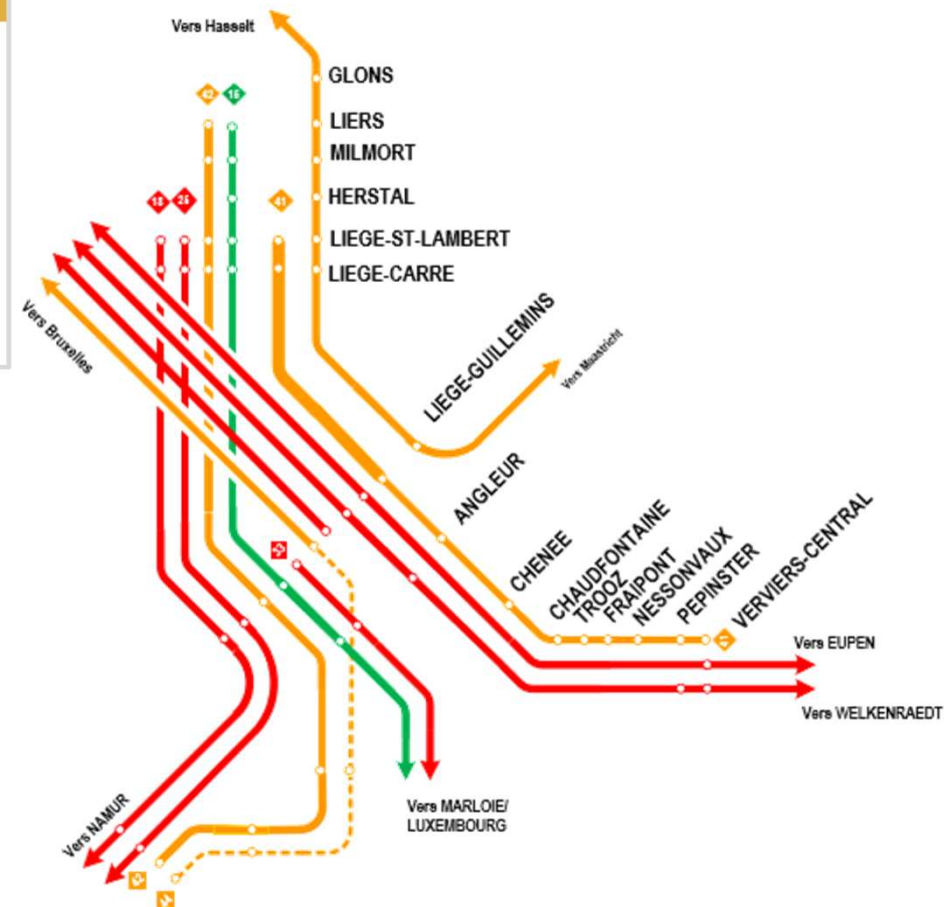 Vers Hasselt
GLONS
42
16
LIERS
MILMORT
18
25
41
HERSTAL
LIEGE-ST-LAMBERT
LIEGE-CARRE
Vers Bruxelles
LIEGE-GUILLEMINS
Vers Maastricht
ANGLEUR
CHENEE
CHAUDFONTAINE
TROOZ
FRAIPONT
NESSONVAUX
PEPINSTER
VERVIERS-CENTRAL
41
Vers EUPEN
Vers WELKENRAEDT
Vers MARLOIE/
LUXEMBOURG
Vers NAMUR